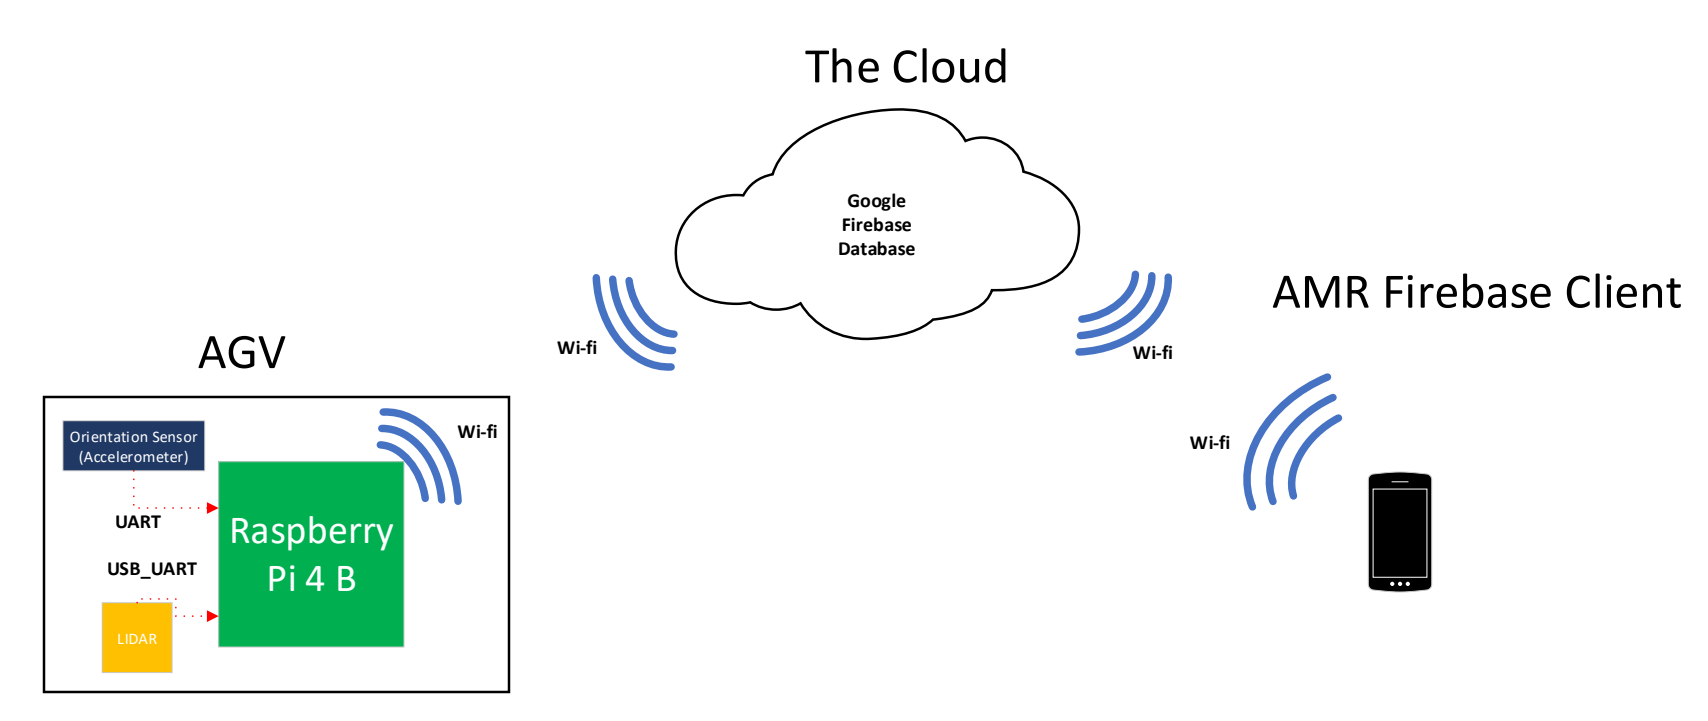 The Cloud
Google
Firebase
Database
AMR Firebase Client
Wi-fi
Wi-fi
AGV
Wi-fi
Orientation Sensor
(Accelerometer)
Wi-fi
UART
Raspberry
Pi 4 B
USB_UART
LIDAR